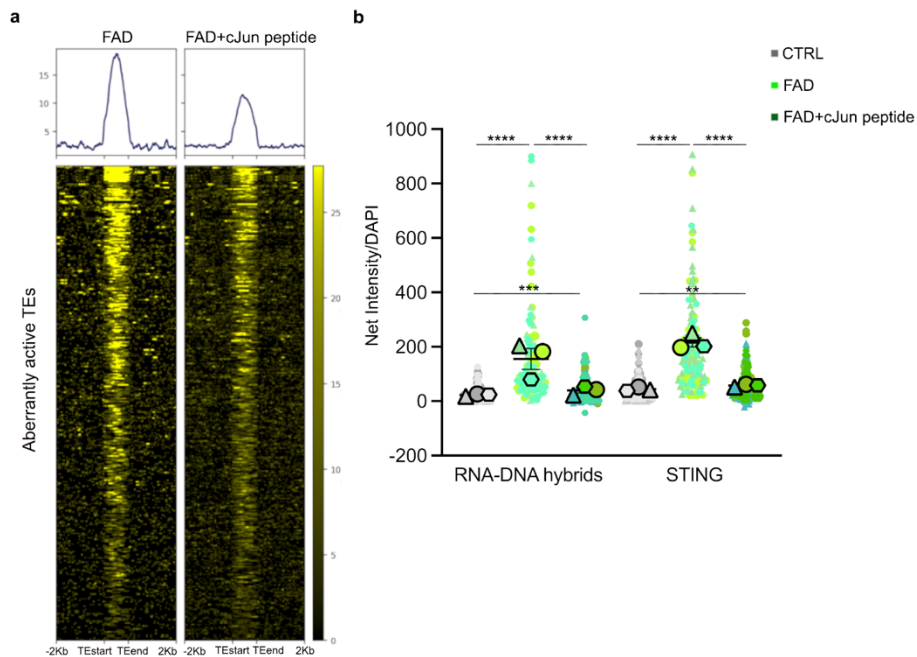 a
FAD
FAD+cJun peptide
15
10
5
Aberrantly active TEs
25
20
15
10
5
0
-2Kb TEstart TEend 2Kb
-2Kb TEstart TEend 2Kb
b
CTRL
FAD
FAD+cJun peptide
Net Intensity/DAPI
1000
800
600
400
200
0
-200
**** **** **** ****
*** **
RNA-DNA hybrids
STING